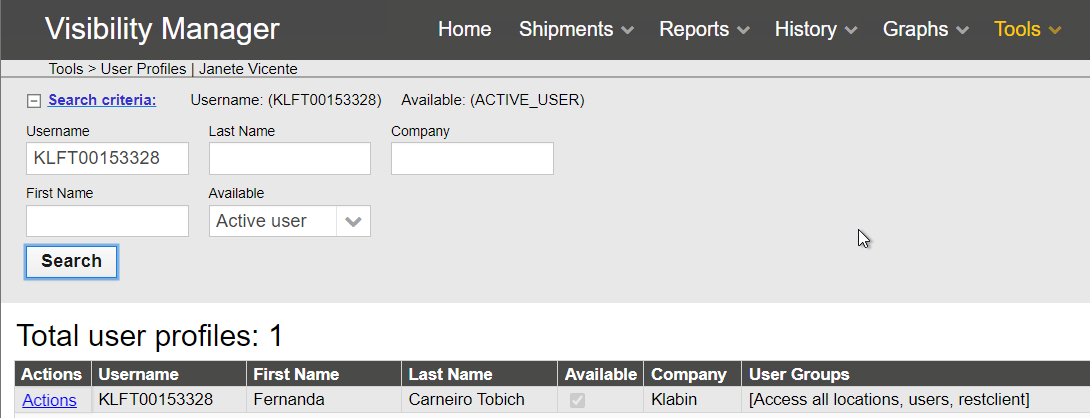 Visibility Manager Home Shipments Reports History Graphs Tools
Tools > User Profiles | Janete Vicente
Search criteria: Username: (KLFT00153328) Available: (ACTIVE_USER)
Username Last Name Company
KLFT00153328
First Name Available
Active user
Search
Total user profiles: 1
Actions Username First Name Last Name Available Company User Groups
Actions KLFT00153328 Fernanda Carneiro Tobich Klabin [Access all locations, users, restclient]